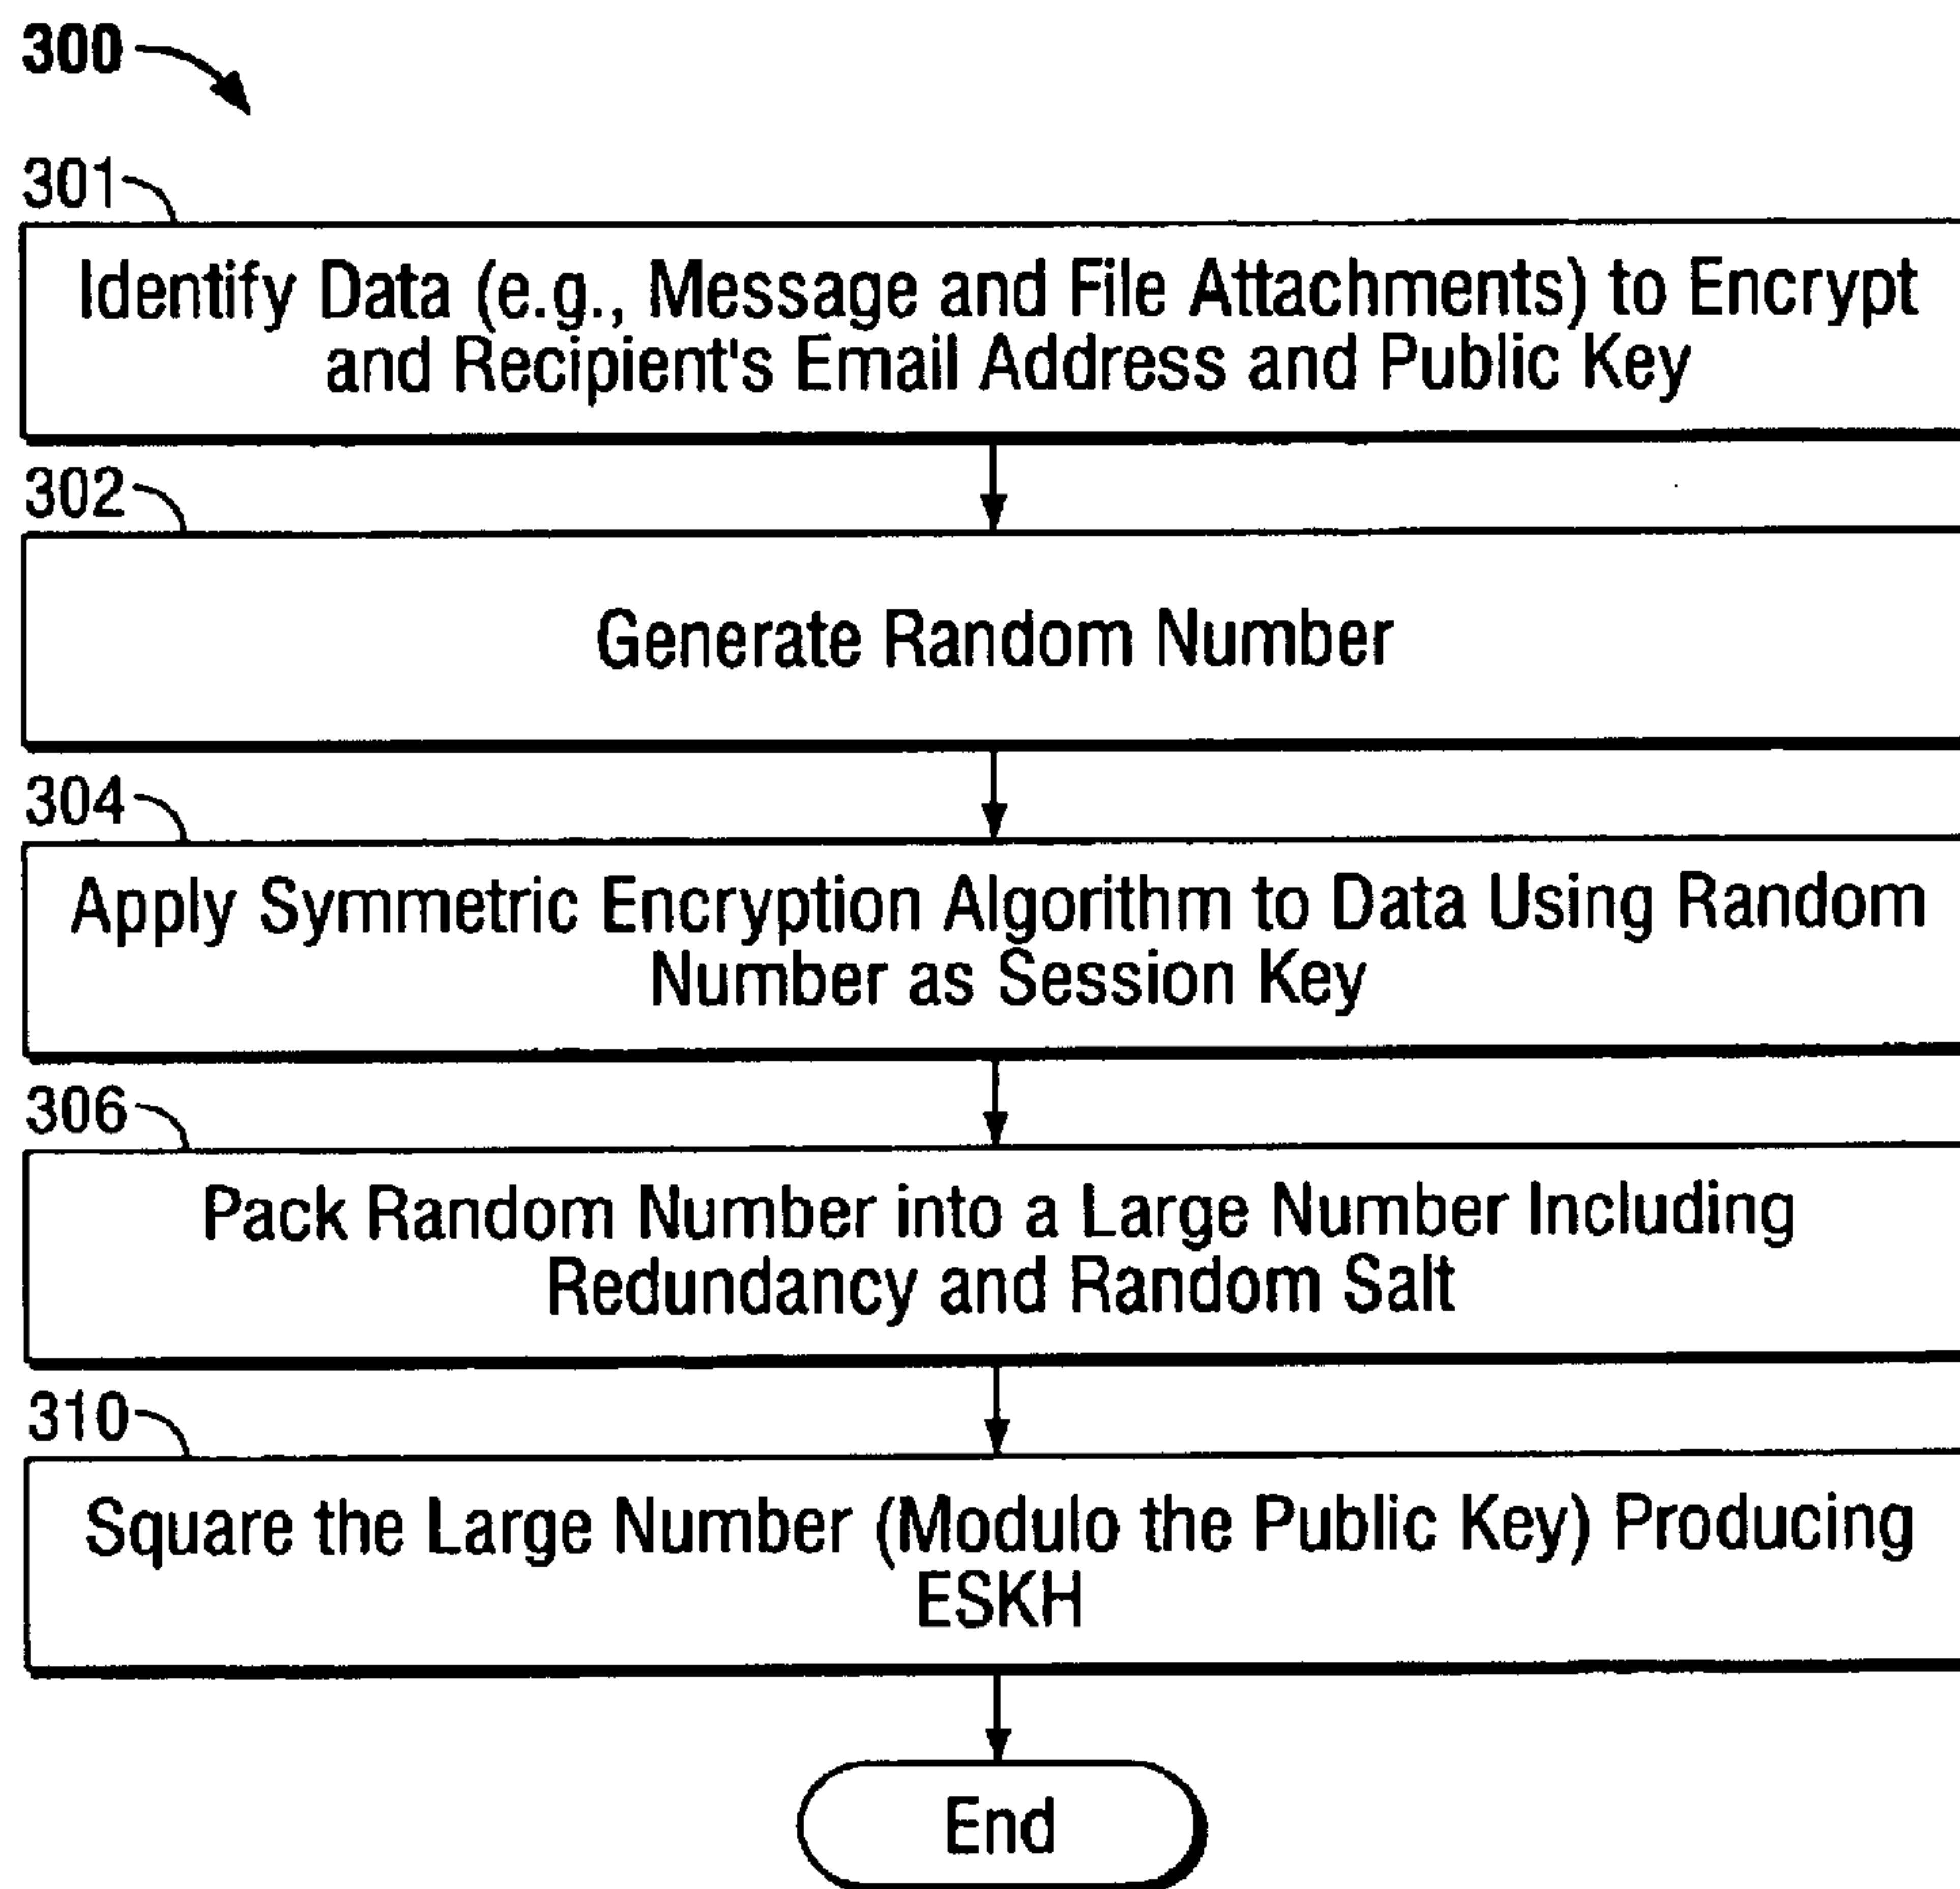 300
301
Identify Data (e.g., Message and File Attachments) to Encrypt
and Recipient's Email Address and Public Key
302
Generate Random Number
304
Apply Symmetric Encryption Algorithm to Data Using Random
Number as Session Key
306
Pack Random Number into a Large Number Including
Redundancy and Random Salt
310
Square the Large Number (Modulo the Public Key) Producing
ESKH
End